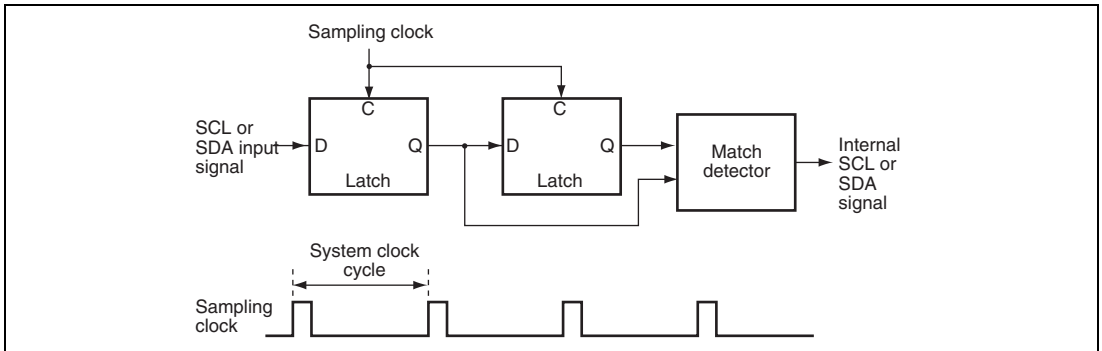 Sampling clock
C
C
SCL or
SDA input
signal
D
Q
D
Q
Latch
Latch
Match
detector
Internal
SCL or
SDA
signal
System clock
cycle
Sampling
clock